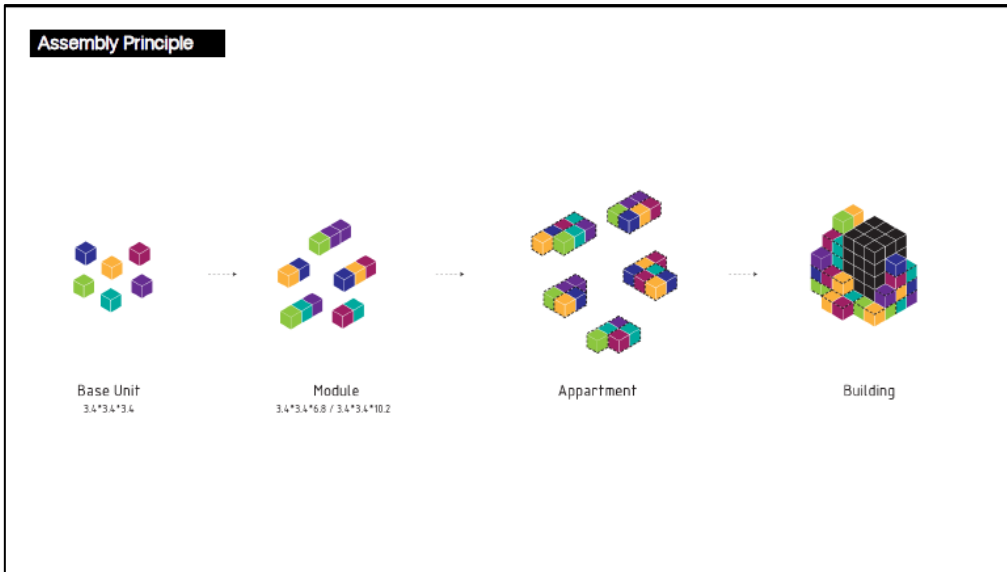 Assembly Principle
Base Unit
3.4*3.4*3.4
Module
3.4*3.4*6.8 / 3.4*3.4*10.2
Appartment
Building